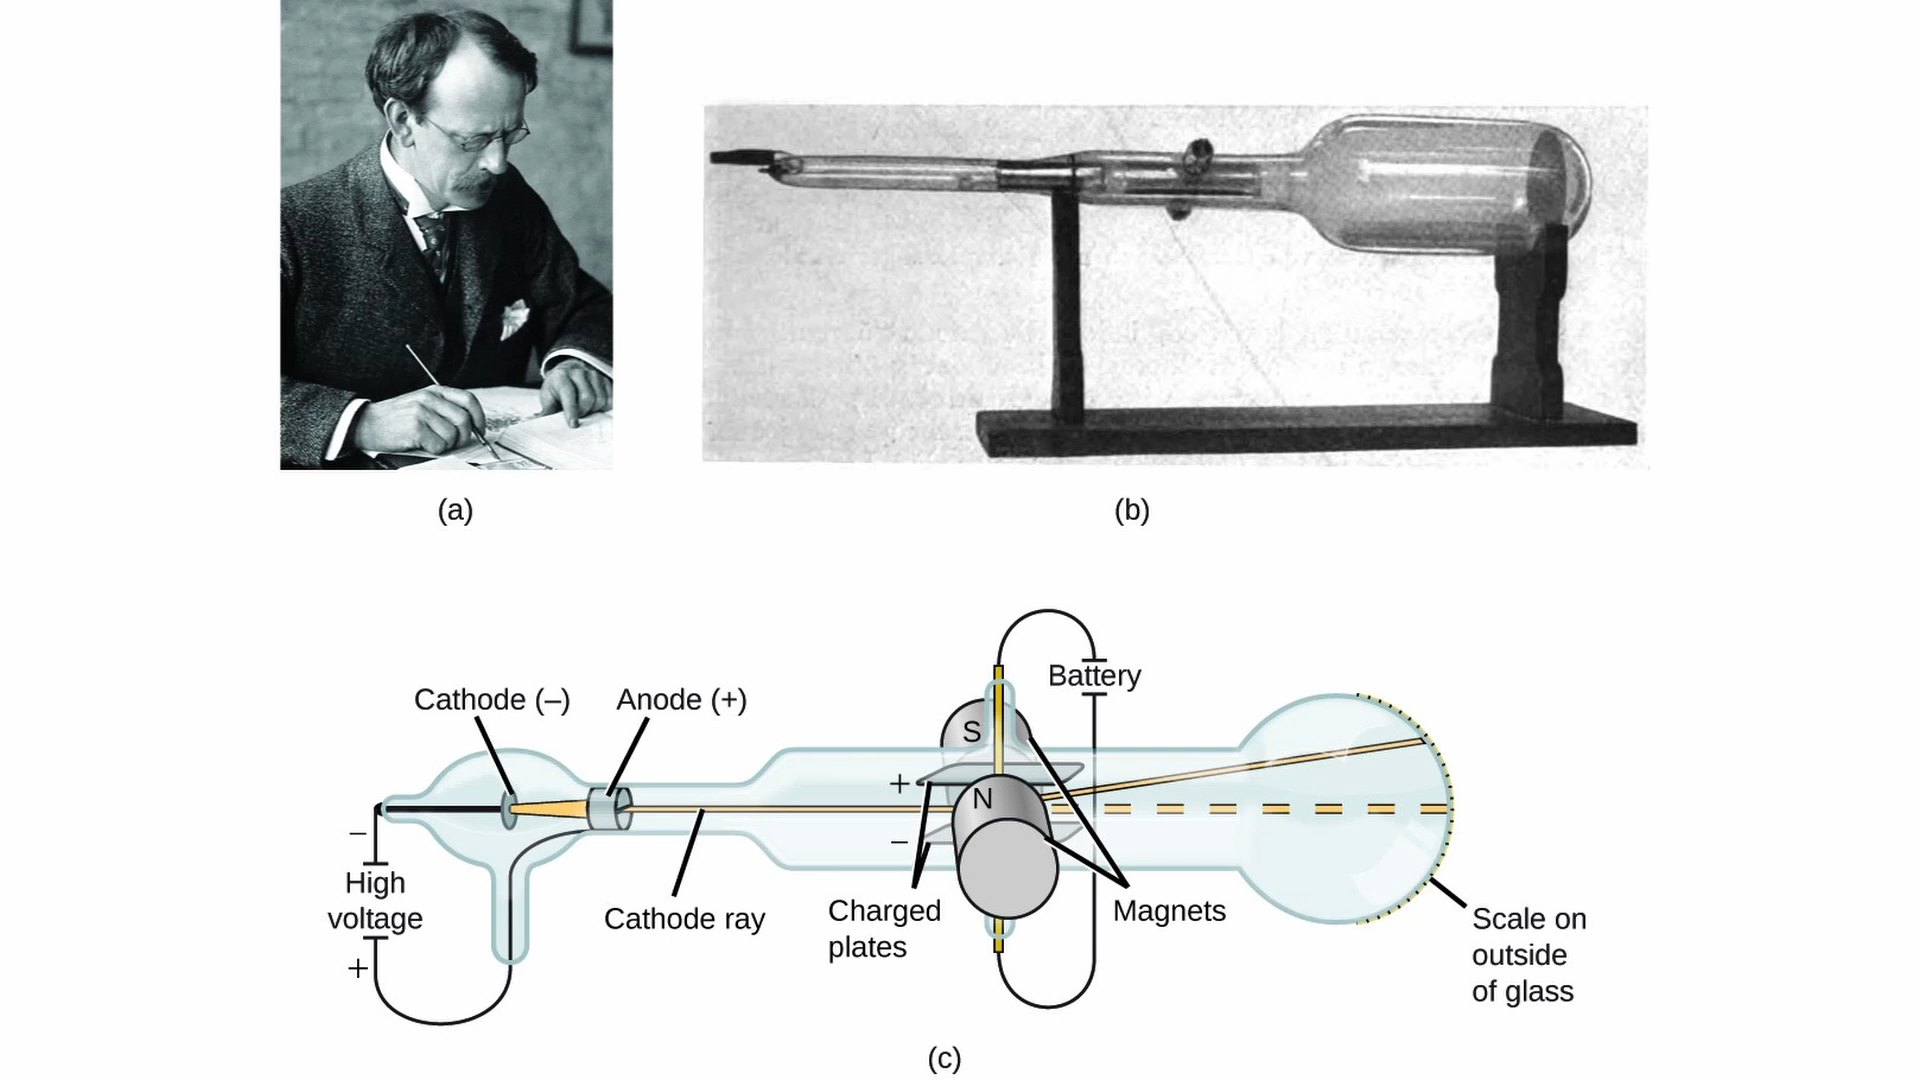 (a)
(b)
Cathode (–)
Anode (+)
Battery
S
+
N
–
–
High
voltage
+
Cathode ray
Charged
plates
Magnets
Scale on
outside
of glass
(c)